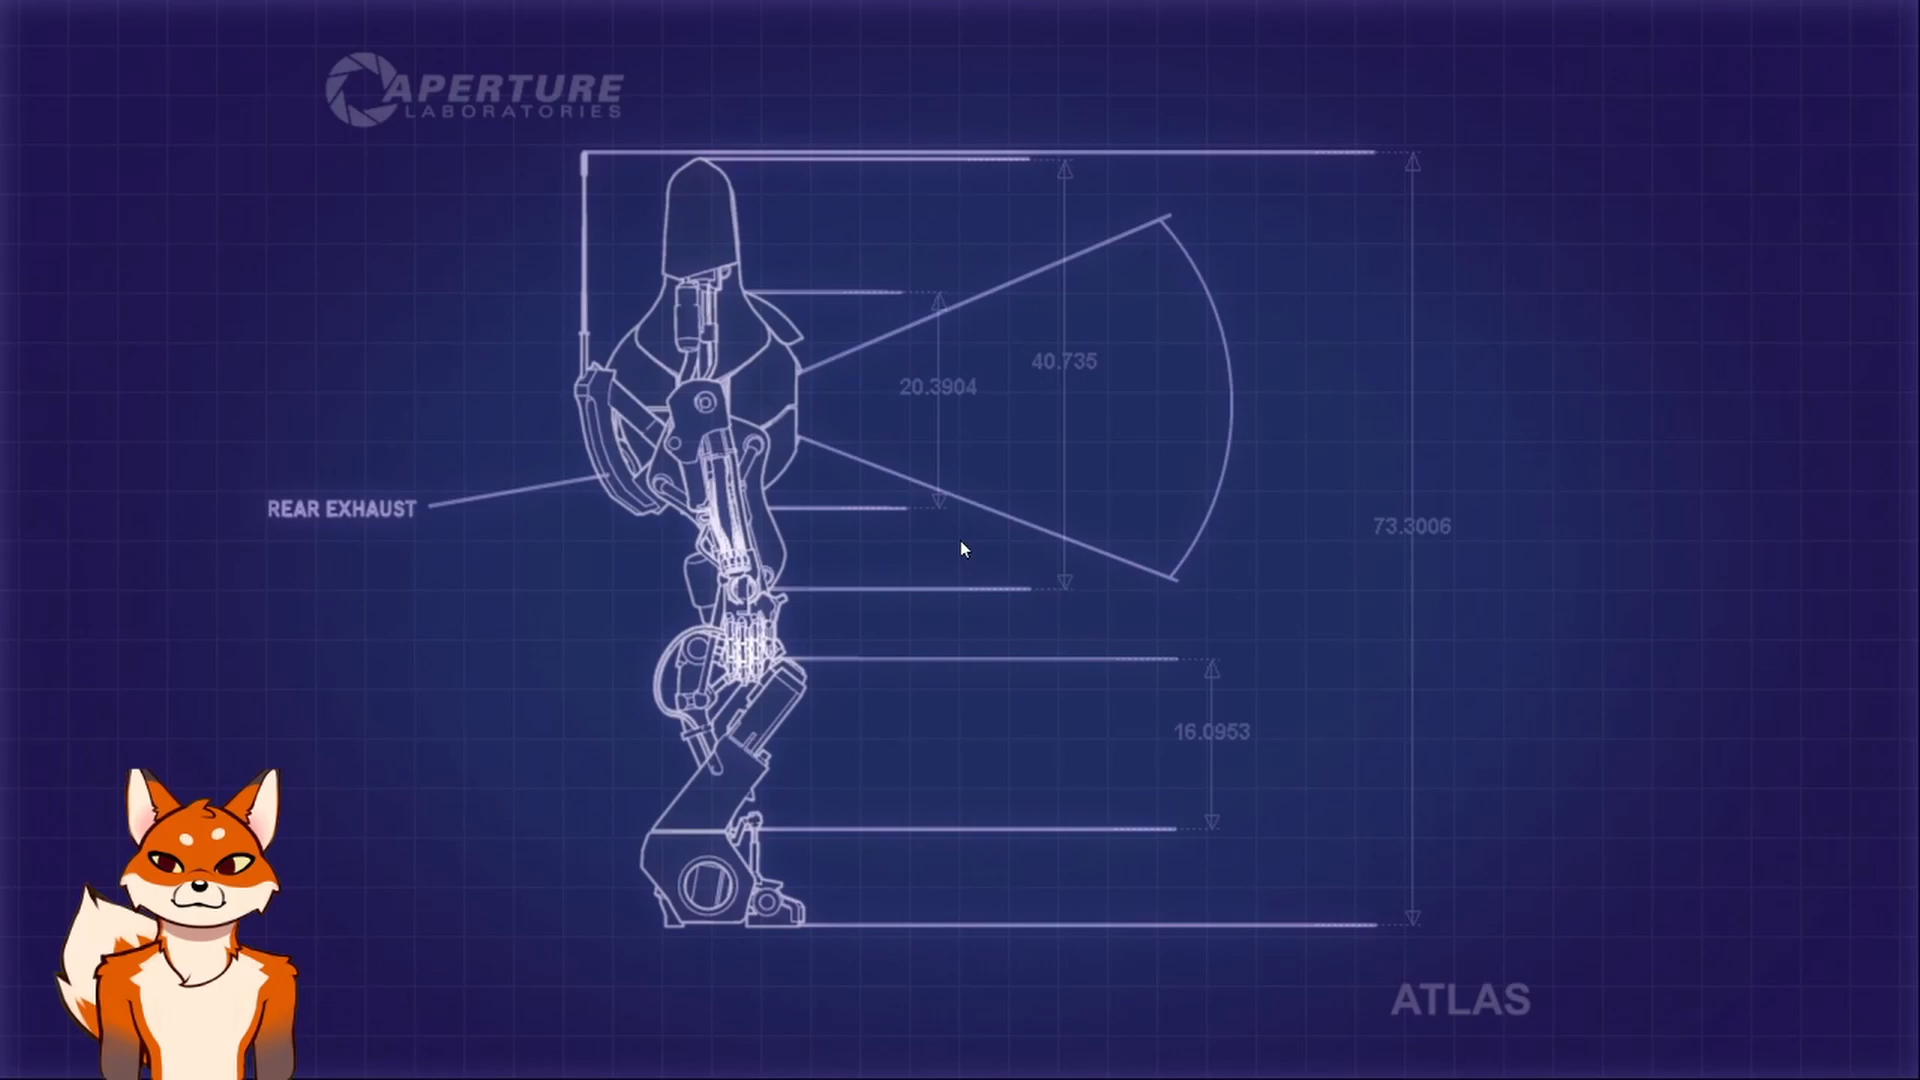 APERTURE
LABORATORIES
40.735
20.3904
REAR EXHAUST
73.3006
16.0953
ATLAS